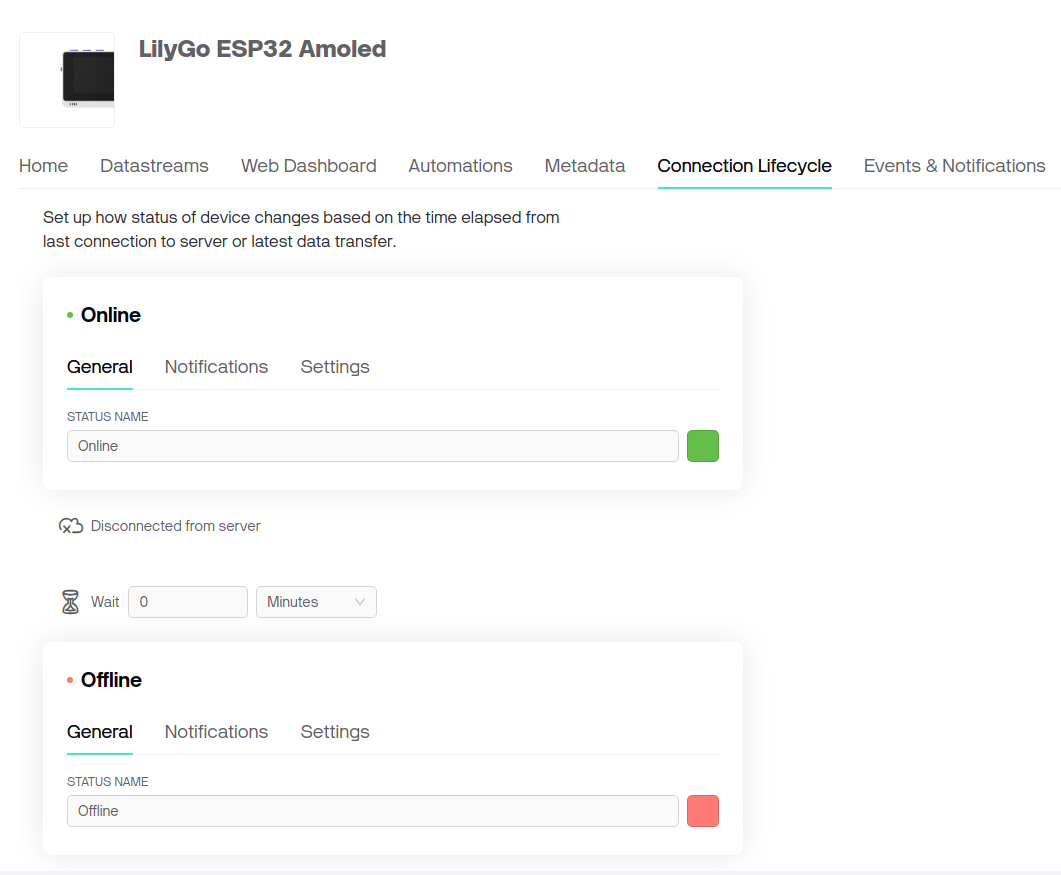 LilyGo ESP32 Amoled
Home Datastreams Web Dashboard Automations Metadata Connection Lifecycle Events & Notifications
Set up how status of device changes based on the time elapsed from
last connection to server or latest data transfer.
Online
General Notifications Settings
STATUS NAME
Online
Disconnected from server
Wait 0 Minutes
Offline
General Notifications Settings
STATUS NAME
Offline